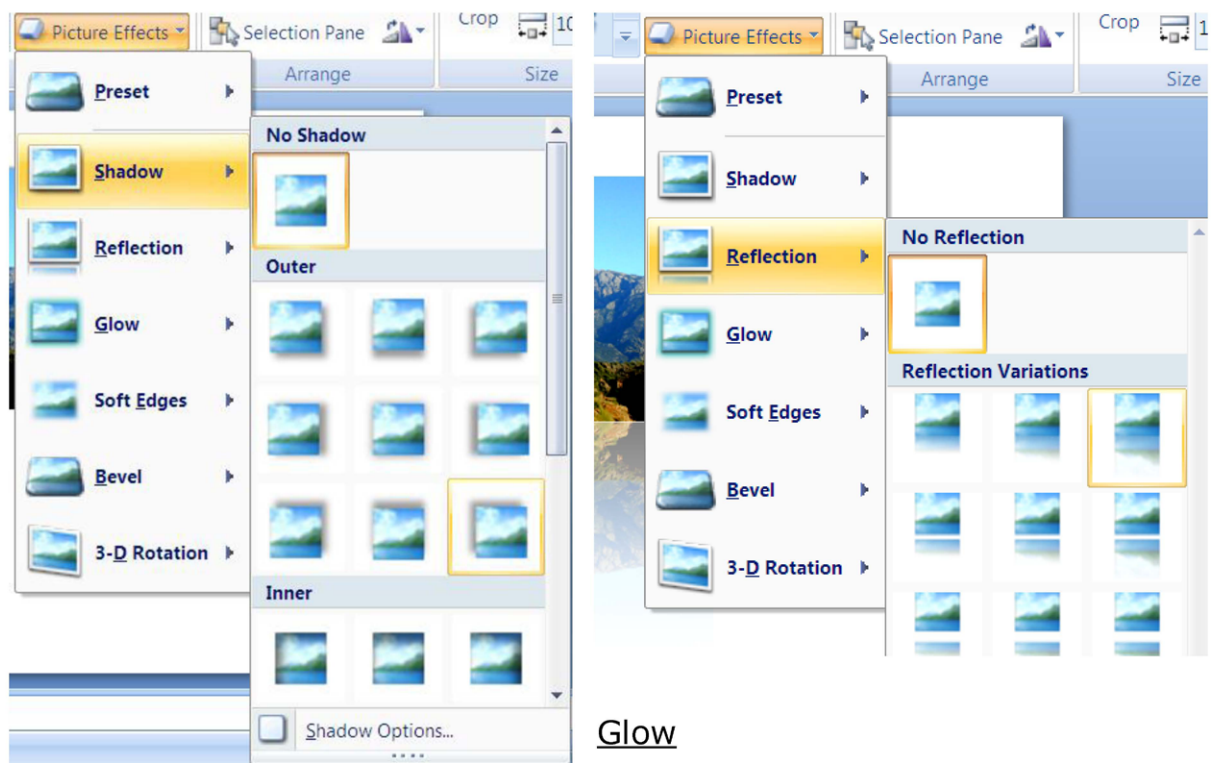 Picture Effects
Selection Pane
Crop
10
Arrange
Size
Preset
Shadow
Reflection
Glow
Soft Edges
Bevel
3-D Rotation
No Shadow
Outer
Inner
Shadow Options...
Picture Effects
Selection Pane
Crop
1
Arrange
Size
Preset
Shadow
Reflection
Glow
Soft Edges
Bevel
3-D Rotation
No Reflection
Reflection Variations
Glow